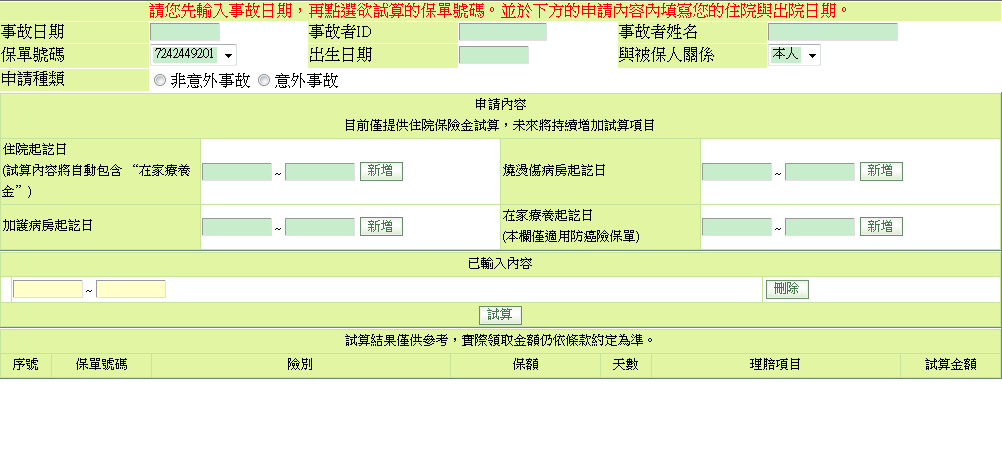 請您先輸入事故日期，再點選欲試算的保單號碼。並於下方的申請內容內填寫您的住院與出院日期。
事故日期 事故者ID 事故者姓名
保單號碼 7242449201 出生日期 與被保人關係 本人
申請種類 非意外事故 意外事故
申請內容
目前僅提供住院保險金試算，未來將持續增加試算項目
住院起訖日
(試算內容將自動包含 “在家療養
金”)
~ 新增
燒燙傷病房起訖日 ~ 新增
加護病房起訖日 ~ 新增
在家療養起訖日
(本欄僅適用防癌險保單)
~ 新增
已輸入內容
~ 刪除
試算
試算結果僅供參考，實際領取金額仍依條款約定為準。
序號 保單號碼 險別 保額 天數 理賠項目 試算金額